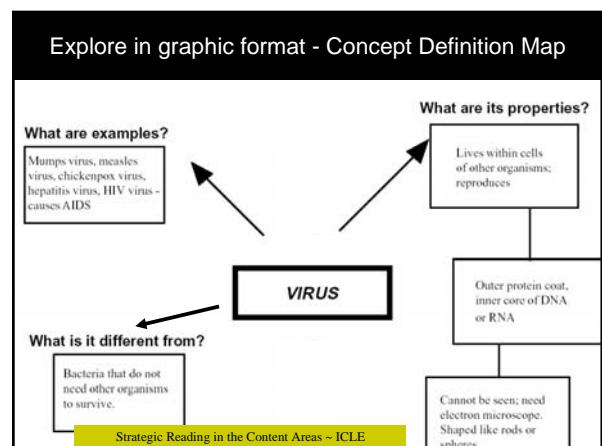 Explore in graphic format - Concept Definition Map
What are examples?
Mumps virus, measles
virus, chickenpox virus,
hepatitis virus, HIV virus -
causes AIDS
What are its properties?
Lives within cells
of other organisms;
reproduces
VIRUS
Outer protein coat,
inner core of DNA
or RNA
What is it different from?
Bacteria that do not
need other organisms
to survive.
Cannot be seen; need
electron microscope.
Shaped like rods or
spheres
Strategic Reading in the Content Areas ~ ICLE